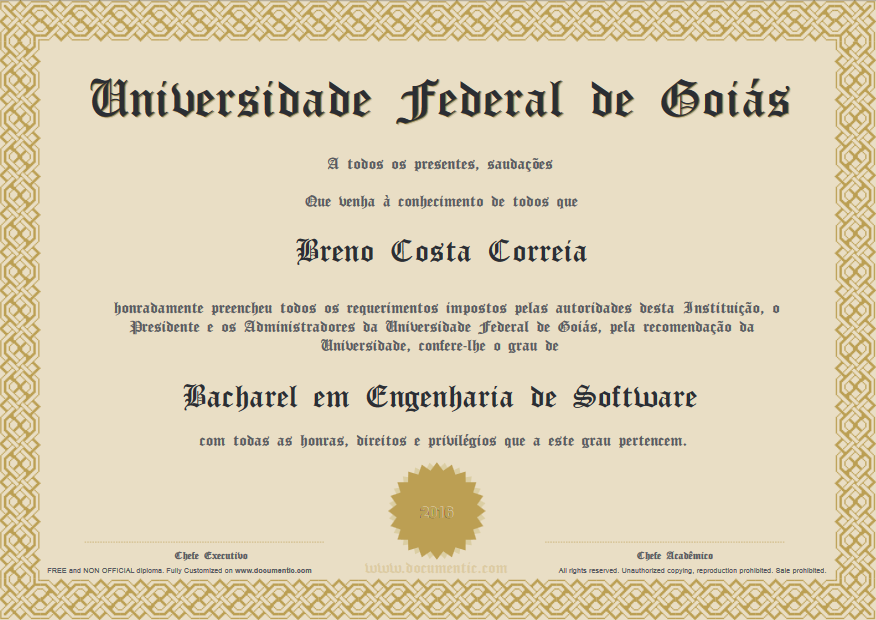 Universidade Federal de Goiás
A todos os presentes, saudações
Que venha à conhecimento de todos que
Breno Costa Correia
honradamente preencheu todos os requerimentos impostos pelas autoridades desta Instituição, o
Presidente e os Administradores da Universidade Federal de Goiás, pela recomendação da
Universidade, confere-lhe o grau de
Bacharel em Engenharia de Software
com todas as honras, direitos e privilégios que a este grau pertencem.
2018
Chefe Executivo
Chefe Acadêmico
FREE and NON OFFICIAL diploma. Fully Customized on www.documentic.com
www.documentic.com
All rights reserved. Unauthorized copying, reproduction prohibited. Sale prohibited.